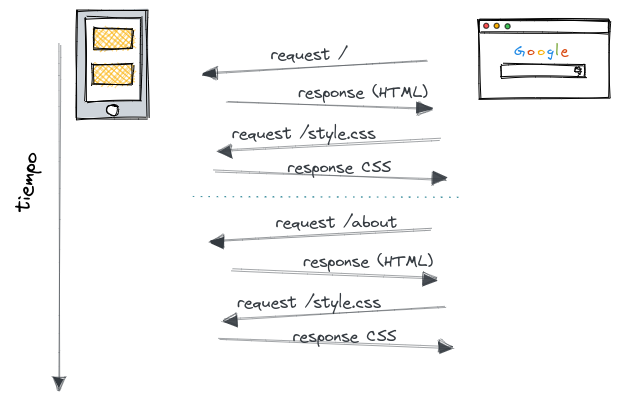 Google
request /
response (HTML)
request /style.css
response CSS
tiempo
request /about
response (HTML)
request /style.css
response CSS